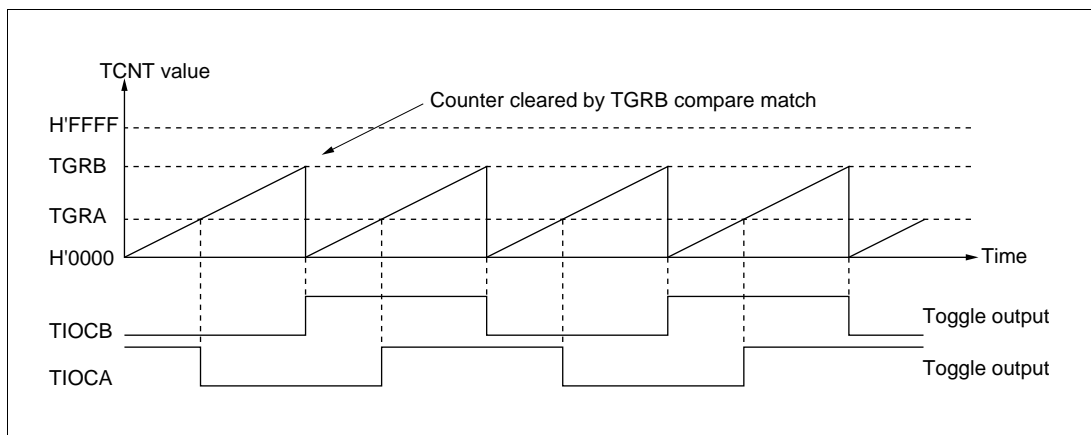 TCNT value
Counter cleared by TGRB compare match
H'FFFF
TGRB
TGRA
H'0000
Time
TIOCB
Toggle output
TIOCA
Toggle output